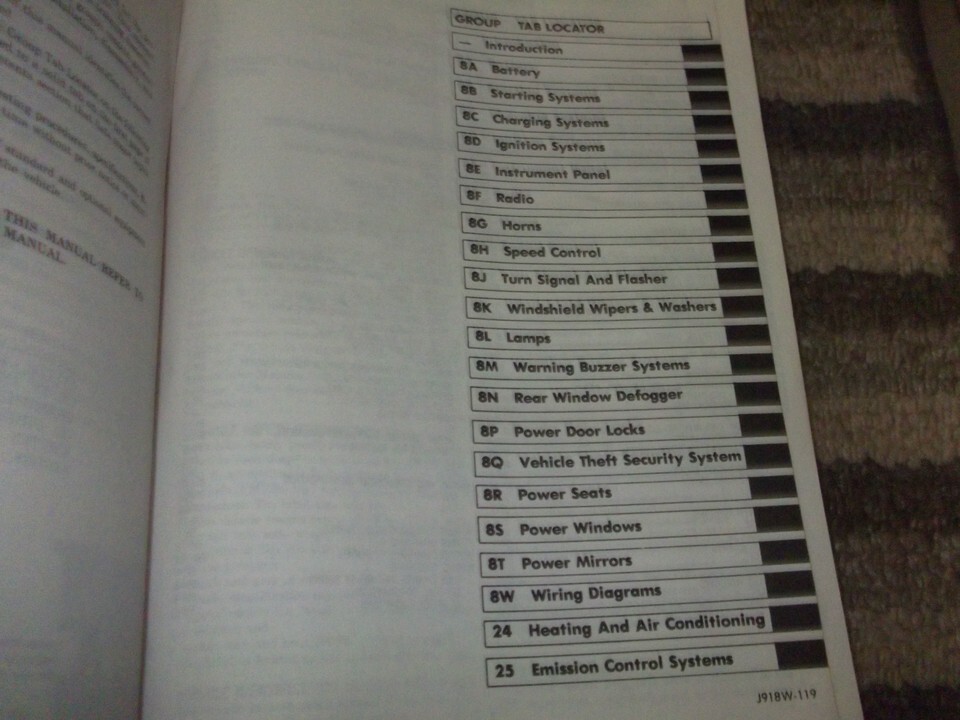 THIS MANUAL-REFER TO
MANUAL.
GROUP TAB LOCATOR
— Introduction
8A Battery
8B Starting Systems
8C Charging Systems
8D Ignition Systems
8E Instrument Panel
8F Radio
8G Horns
8H Speed Control
8J Turn Signal And Flasher
8K Windshield Wipers & Washers
8L Lamps
8M Warning Buzzer Systems
8N Rear Window Defogger
8P Power Door Locks
8Q Vehicle Theft Security System
8R Power Seats
8S Power Windows
8T Power Mirrors
8W Wiring Diagrams
24 Heating And Air Conditioning
25 Emission Control Systems
J918W-119